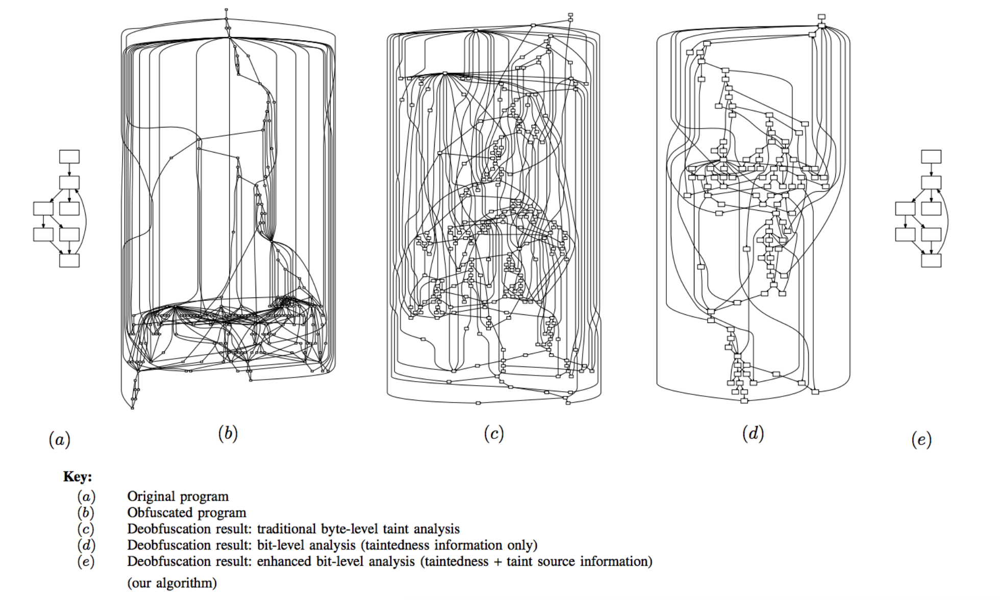 (a)
(b)
(c)
(d)
(e)
Key:
(a) Original program
(b) Obfuscated program
(c) Deobfuscation result: traditional byte-level taint analysis
(d) Deobfuscation result: bit-level analysis (taintedness information only)
(e) Deobfuscation result: enhanced bit-level analysis (taintedness + taint source information)
(our algorithm)